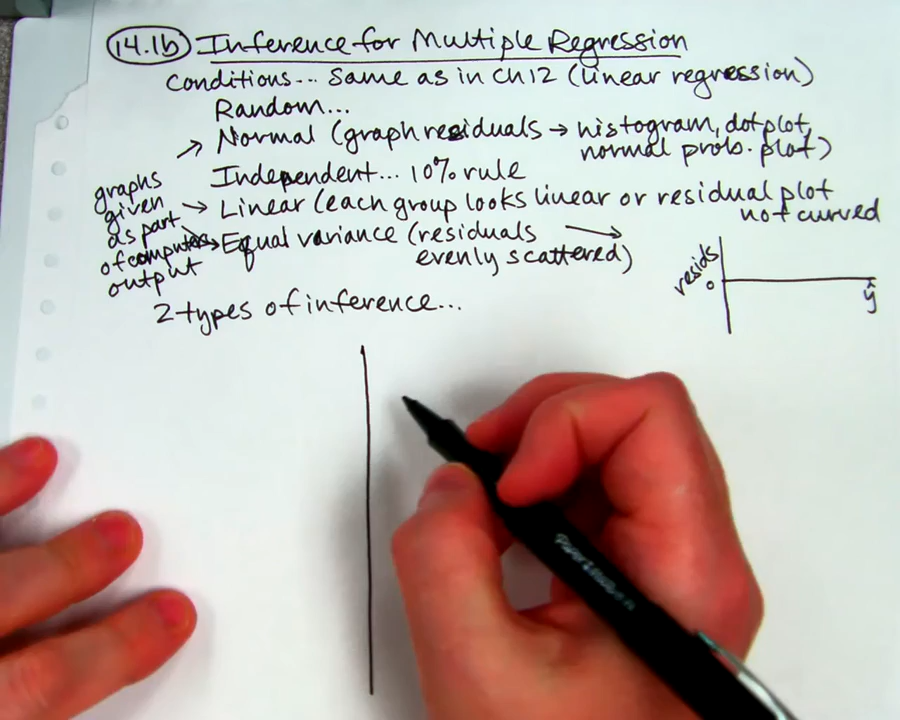 14.1b Inference for Multiple Regression
Conditions... Same as in Ch 12 (linear regression)
Random...
Normal (graph residuals → histogram, dotplot,
normal prob. plot)
Independent... 10% rule
graphs
given
as part
of computer
output
Linear (each group looks linear or residual plot
not curved
Equal variance (residuals
evenly scattered)
resids
0
ŷ
2 types of inference...